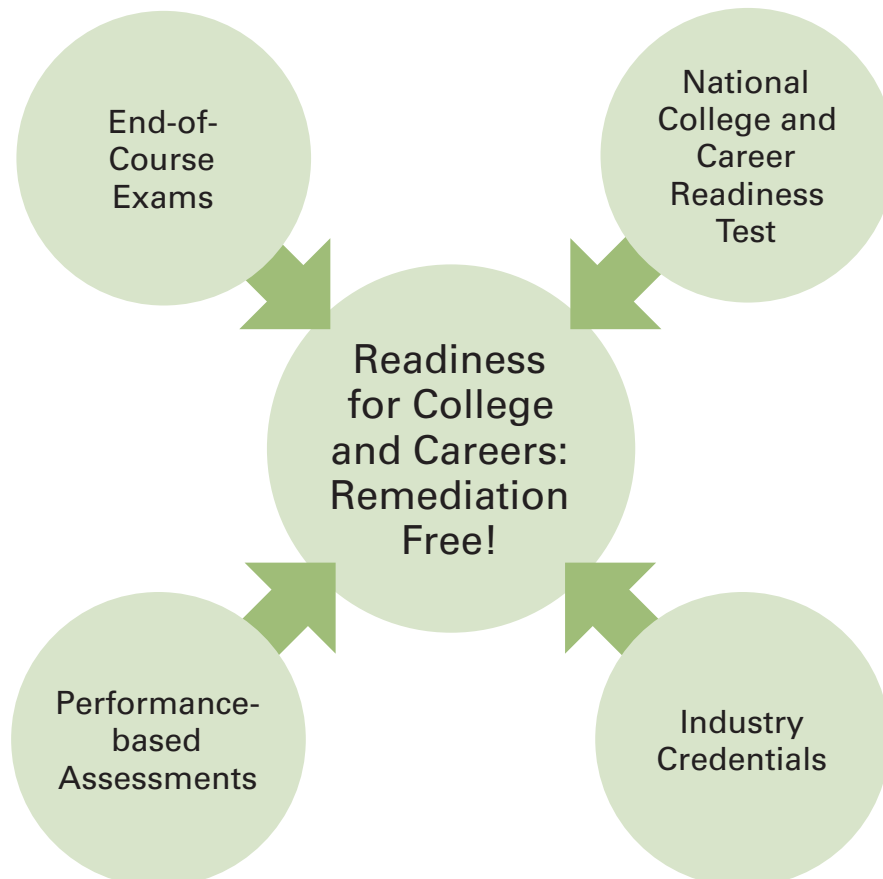 End-of-
Course
Exams
National
College and
Career
Readiness
Test
Readiness
for College
and Careers:
Remediation
Free!
Performance-
based
Assessments
Industry
Credentials